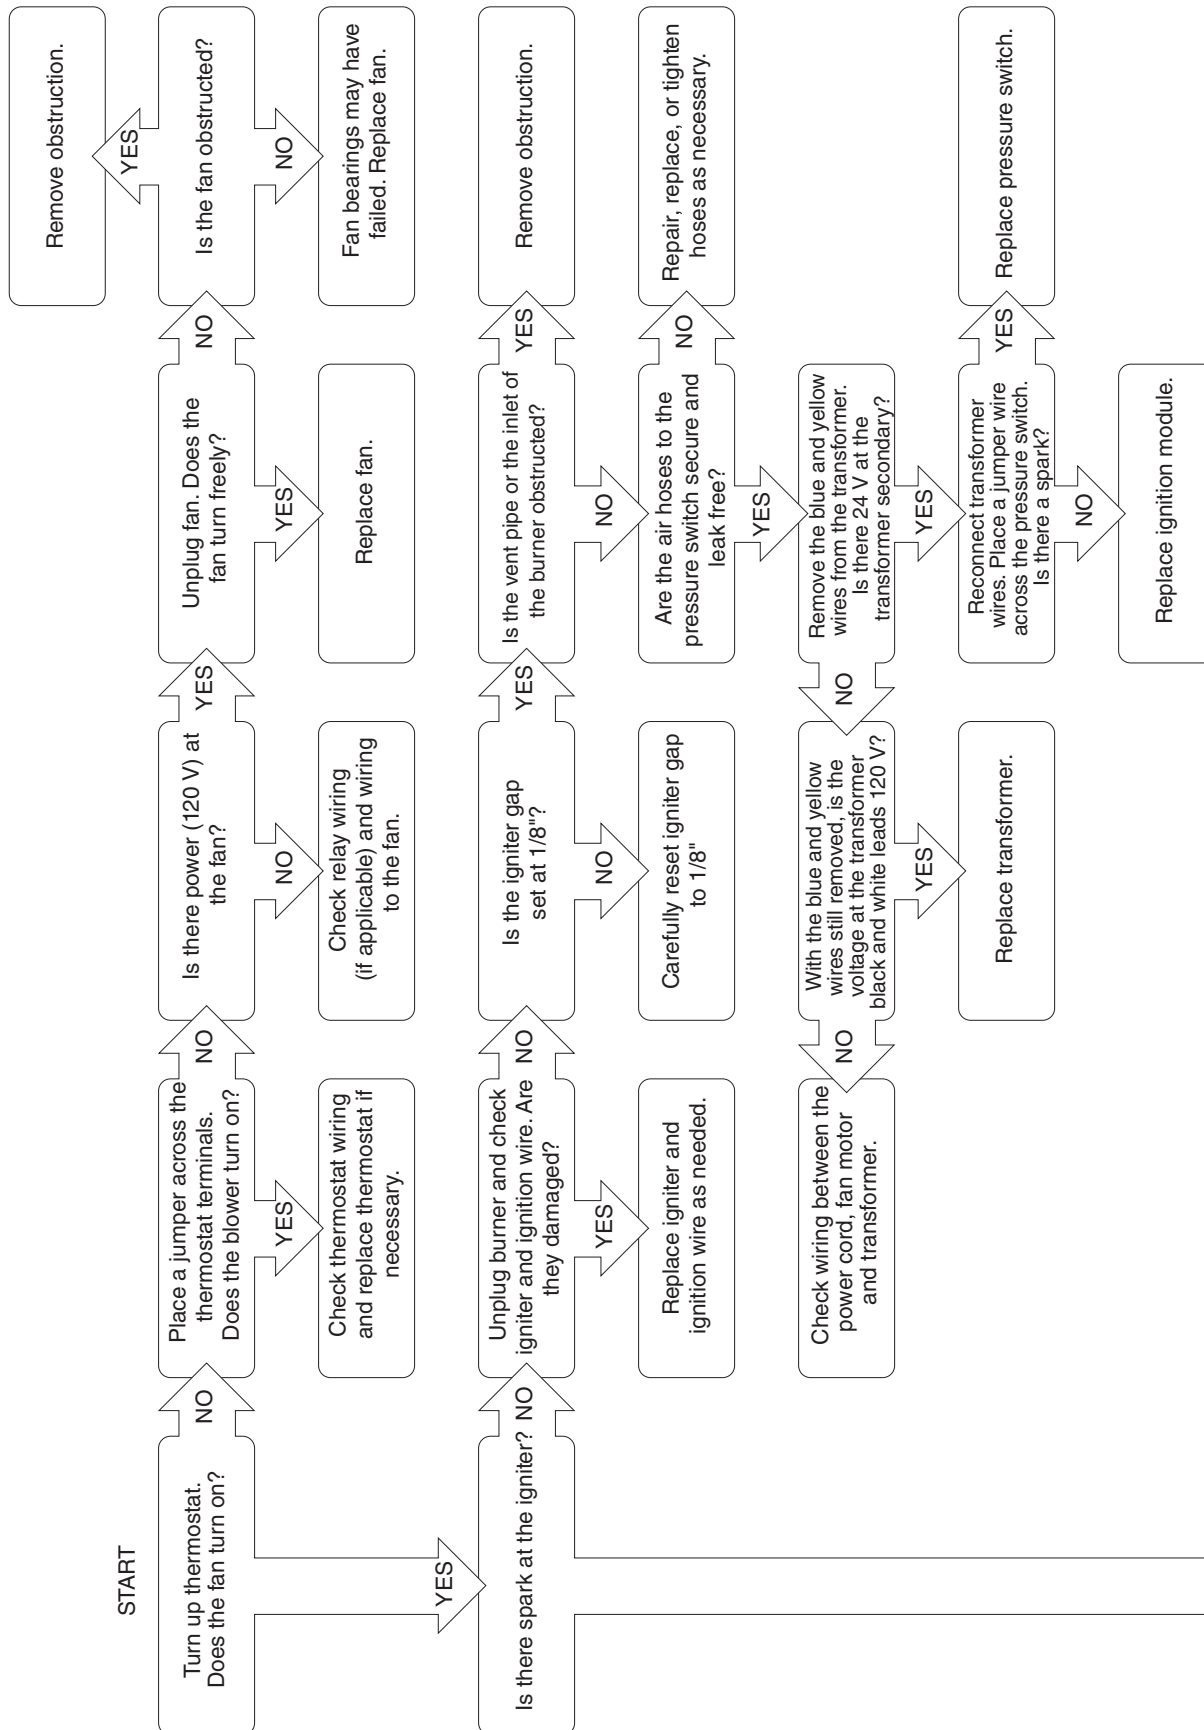 START
Turn up thermostat.
Does the fan turn on?
NO
Place a jumper across the
thermostat terminals.
Does the blower turn on?
NO
Is there power (120 V) at
the fan?
YES
Unplug fan. Does the
fan turn freely?
NO
Is the fan obstructed?
YES
Remove obstruction.
NO
Fan bearings may have
failed. Replace fan.
YES
Replace fan.
NO
Check relay wiring
(if applicable) and wiring
to the fan.
YES
Check thermostat wiring
and replace thermostat if
necessary.
YES
Is there spark at the igniter?
NO
Unplug burner and check
igniter and ignition wire. Are
they damaged?
NO
Is the igniter gap
set at 1/8"?
YES
Is the vent pipe or the inlet of
the burner obstructed?
YES
Remove obstruction.
YES
Replace igniter and
ignition wire as needed.
NO
Carefully reset igniter gap
to 1/8"
NO
Are the air hoses to the
pressure switch secure and
leak free?
NO
Repair, replace, or tighten
hoses as necessary.
YES
Remove the blue and yellow
wires from the transformer.
Is there 24 V at the
transformer secondary?
NO
With the blue and yellow
wires still removed, is the
voltage at the transformer
black and white leads 120 V?
NO
Check wiring between the
power cord, fan motor
and transformer.
YES
Replace transformer.
YES
Reconnect transformer
wires. Place a jumper wire
across the pressure switch.
Is there a spark?
YES
Replace pressure switch.
NO
Replace ignition module.